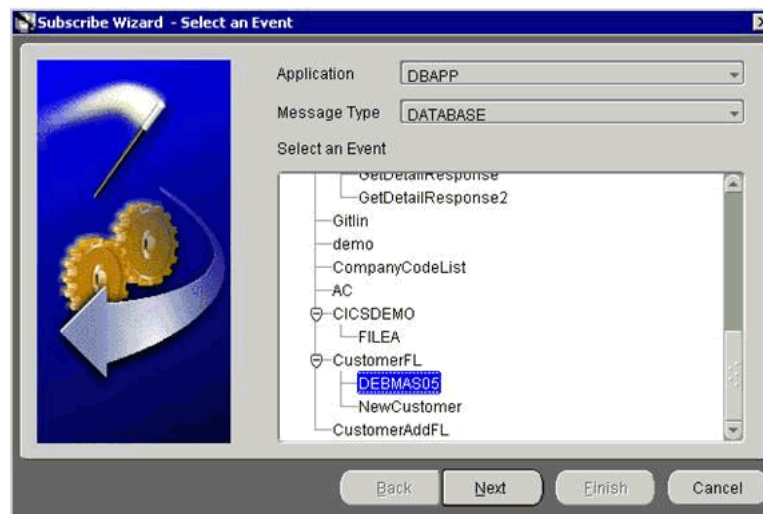 Subscribe Wizard - Select an Event
Application DBAPP
Message Type DATABASE
Select an Event
GetDetailResponse
GetDetailResponse2
Gitlin
demo
CompanyCodeList
AC
CICSDEMO
FILEA
CustomerFL
DEBMAS05
NewCustomer
CustomerAddFL
Back Next Finish Cancel